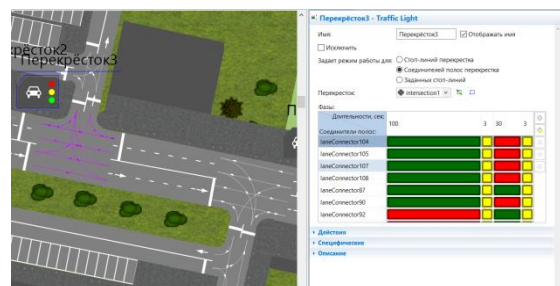 рёсток2
Перекрёсток3
П
Перекрёсток3 - Traffic Light
Имя: Перекрёсток3 Отображать имя
Исключить
Задает режим работы для: Стоп-линий перекрестка
Соединителей полос перекрестка
Заданных стоп-линий
Перекресток: intersection1
Фазы:
Длительности, сек: 100 3 30 3
Соединители полос:
laneConnector104
laneConnector105
laneConnector107
laneConnector108
laneConnector87
laneConnector90
laneConnector92
Действия
Специфические
Описание